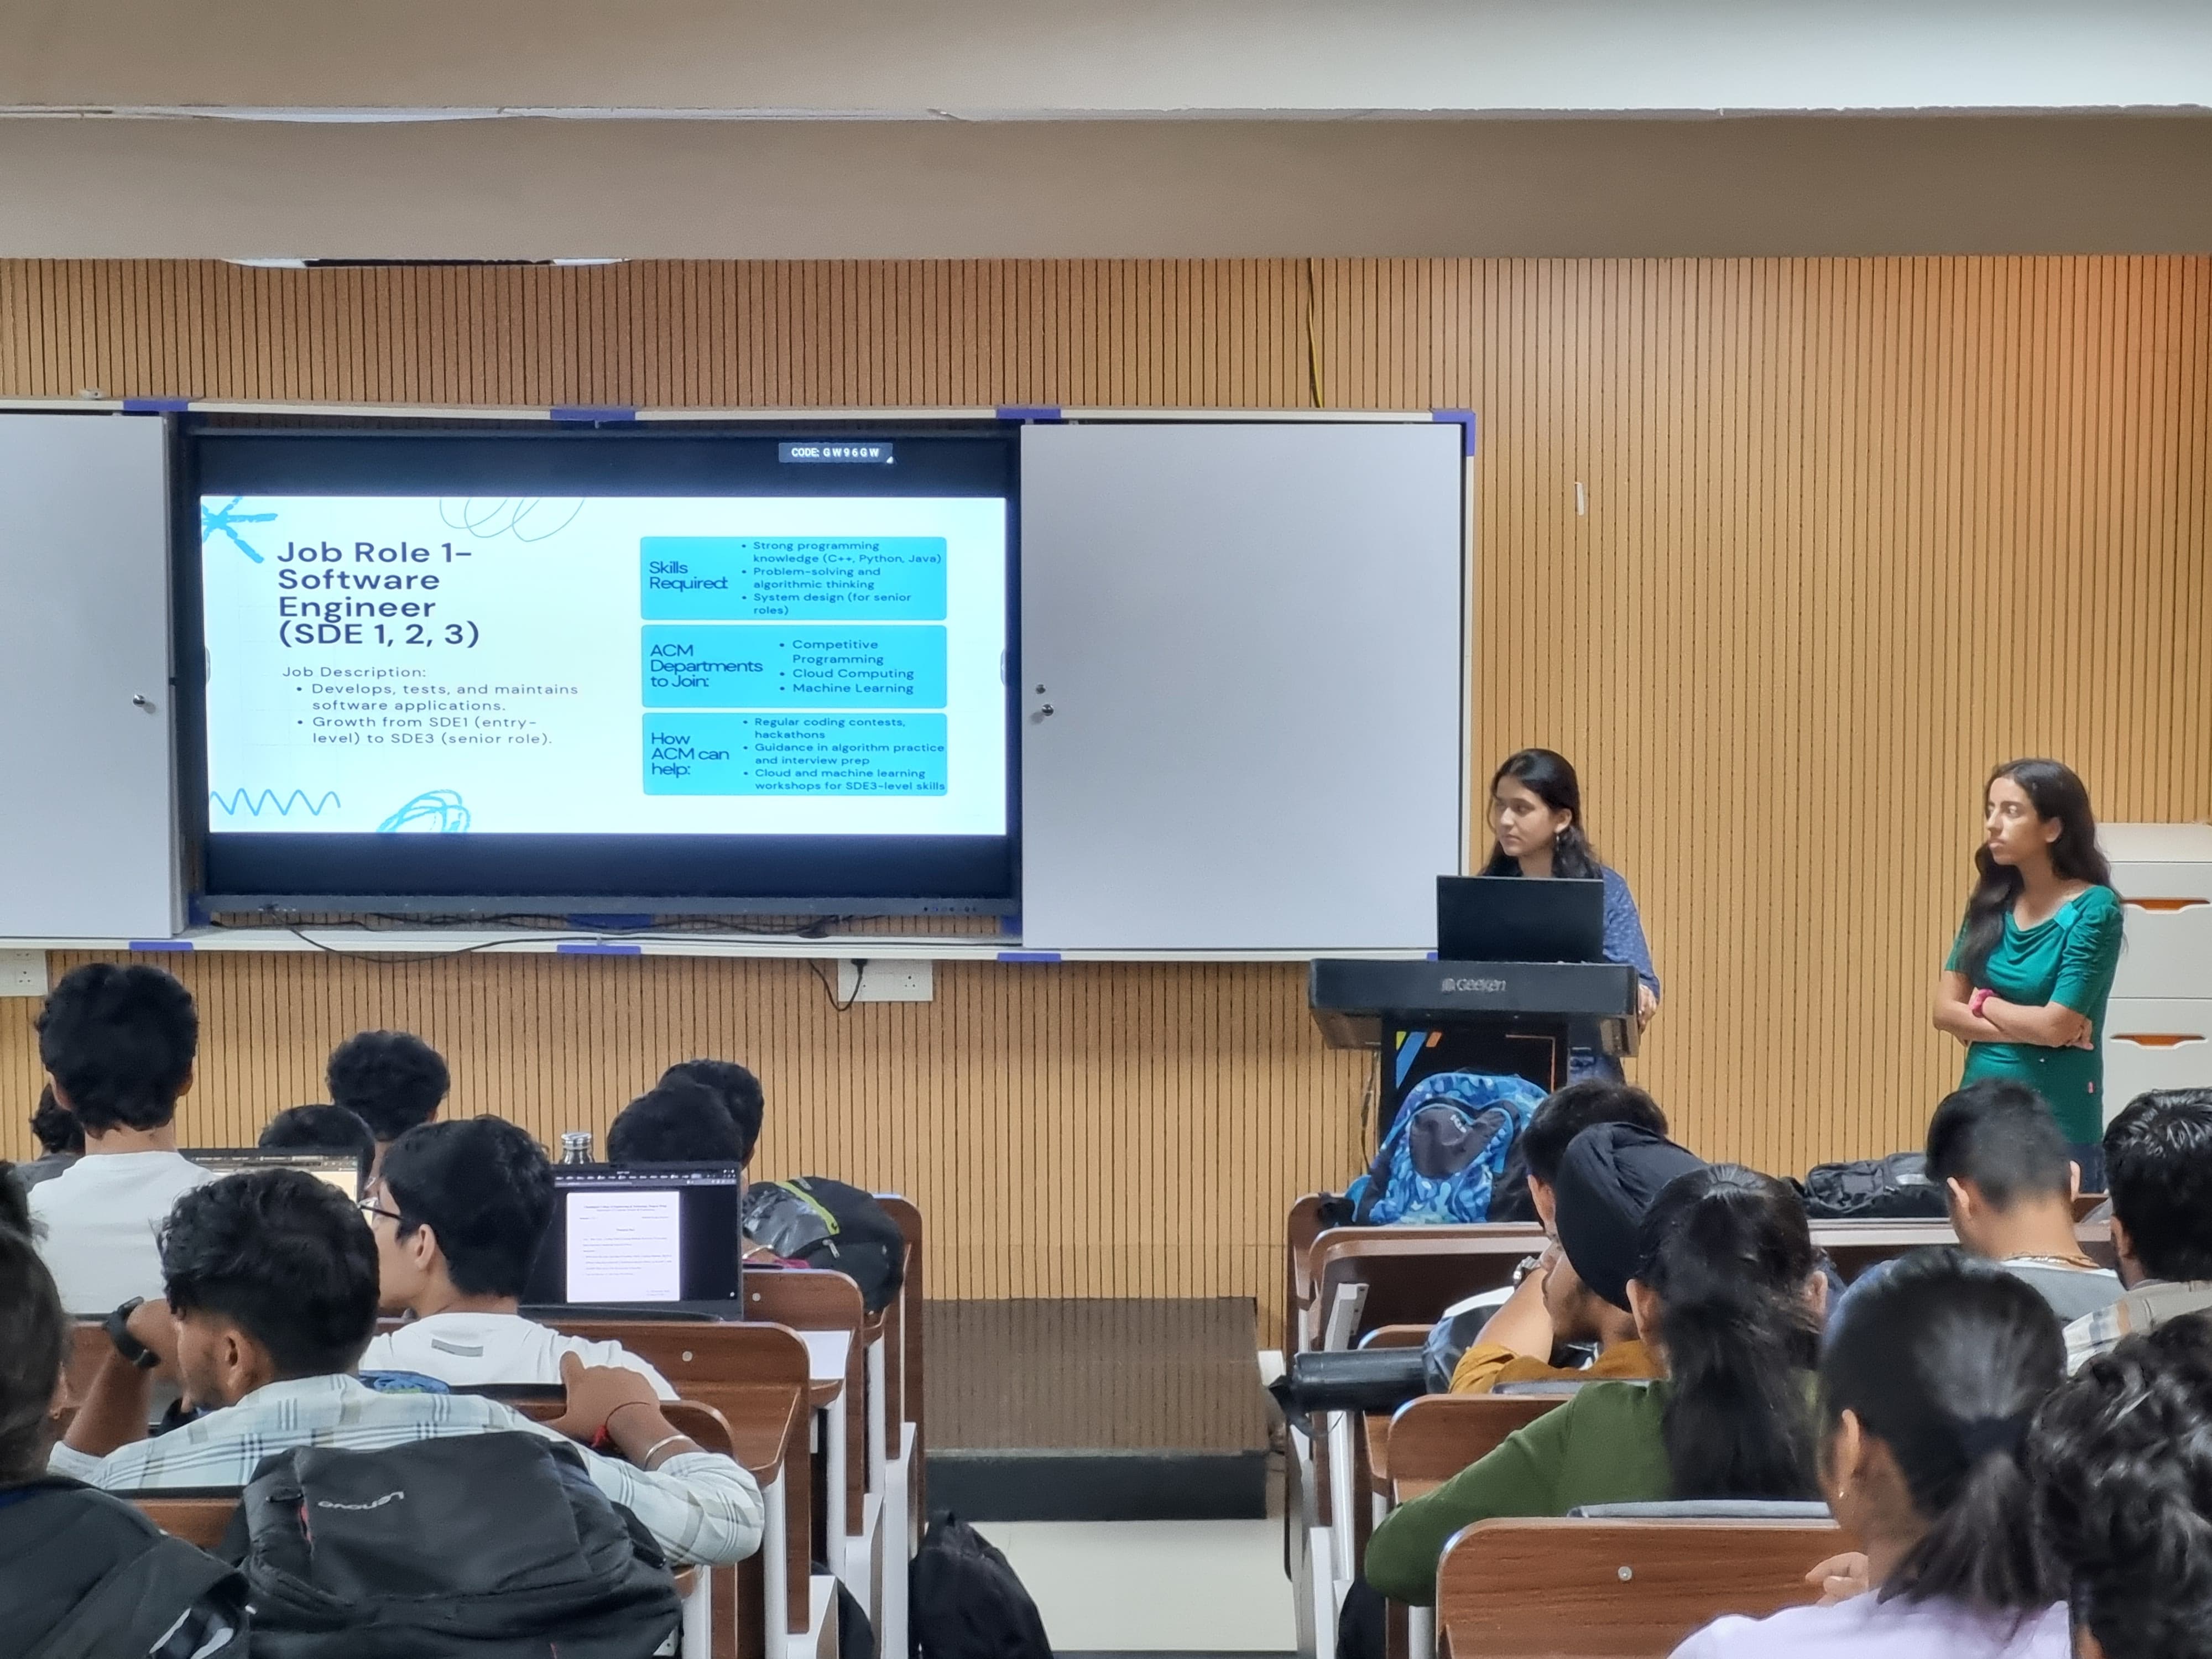 CODE: GW96GW
Job Role 1-
Software
Engineer
(SDE 1, 2, 3)
Job Description:
• Develops, tests, and maintains
software applications.
• Growth from SDE1 (entry-
level) to SDE3 (senior role).
Skills
Required:
• Strong programming
knowledge (C++, Python, Java)
• Problem-solving and
algorithmic thinking
• System design (for senior
roles)
ACM
Departments
to Join:
• Competitive
Programming
• Cloud Computing
• Machine Learning
How
ACM can
help:
• Regular coding contests,
hackathons
• Guidance in algorithm practice
and interview prep
• Cloud and machine learning
workshops for SDE3-level skills
Geeken
lenovo